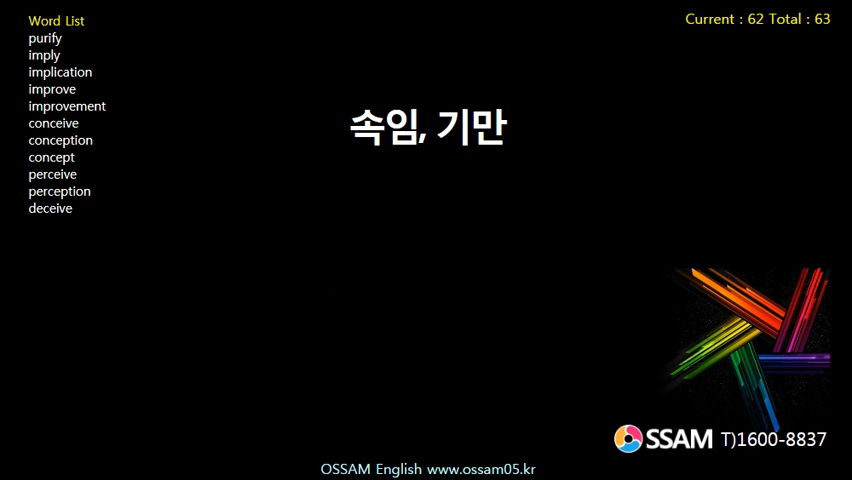 Word List
purify
imply
implication
improve
improvement
conceive
conception
concept
perceive
perception
deceive
Current : 62 Total : 63
속임, 기만
OSSAM T)1600-8837
OSSAM English www.ossam05.kr